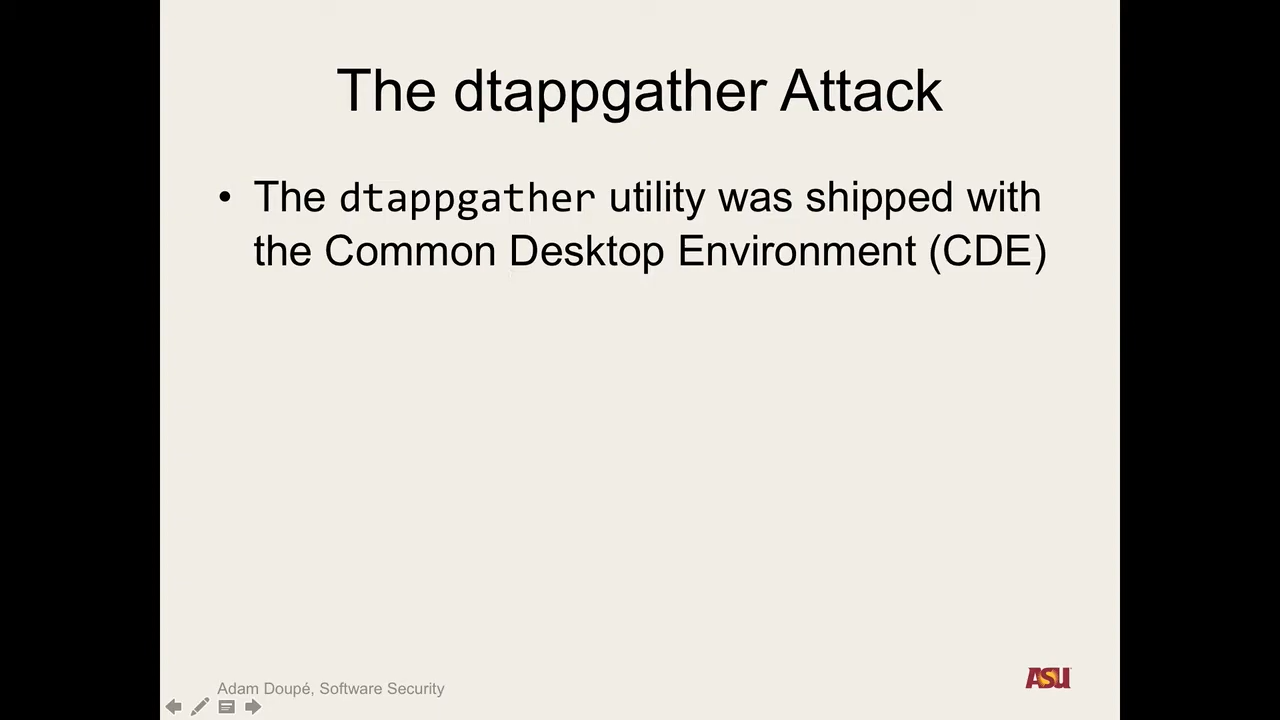 The dtappgather Attack
• The dtappgather utility was shipped with
the Common Desktop Environment (CDE)
Adam Doupé, Software Security
ASU